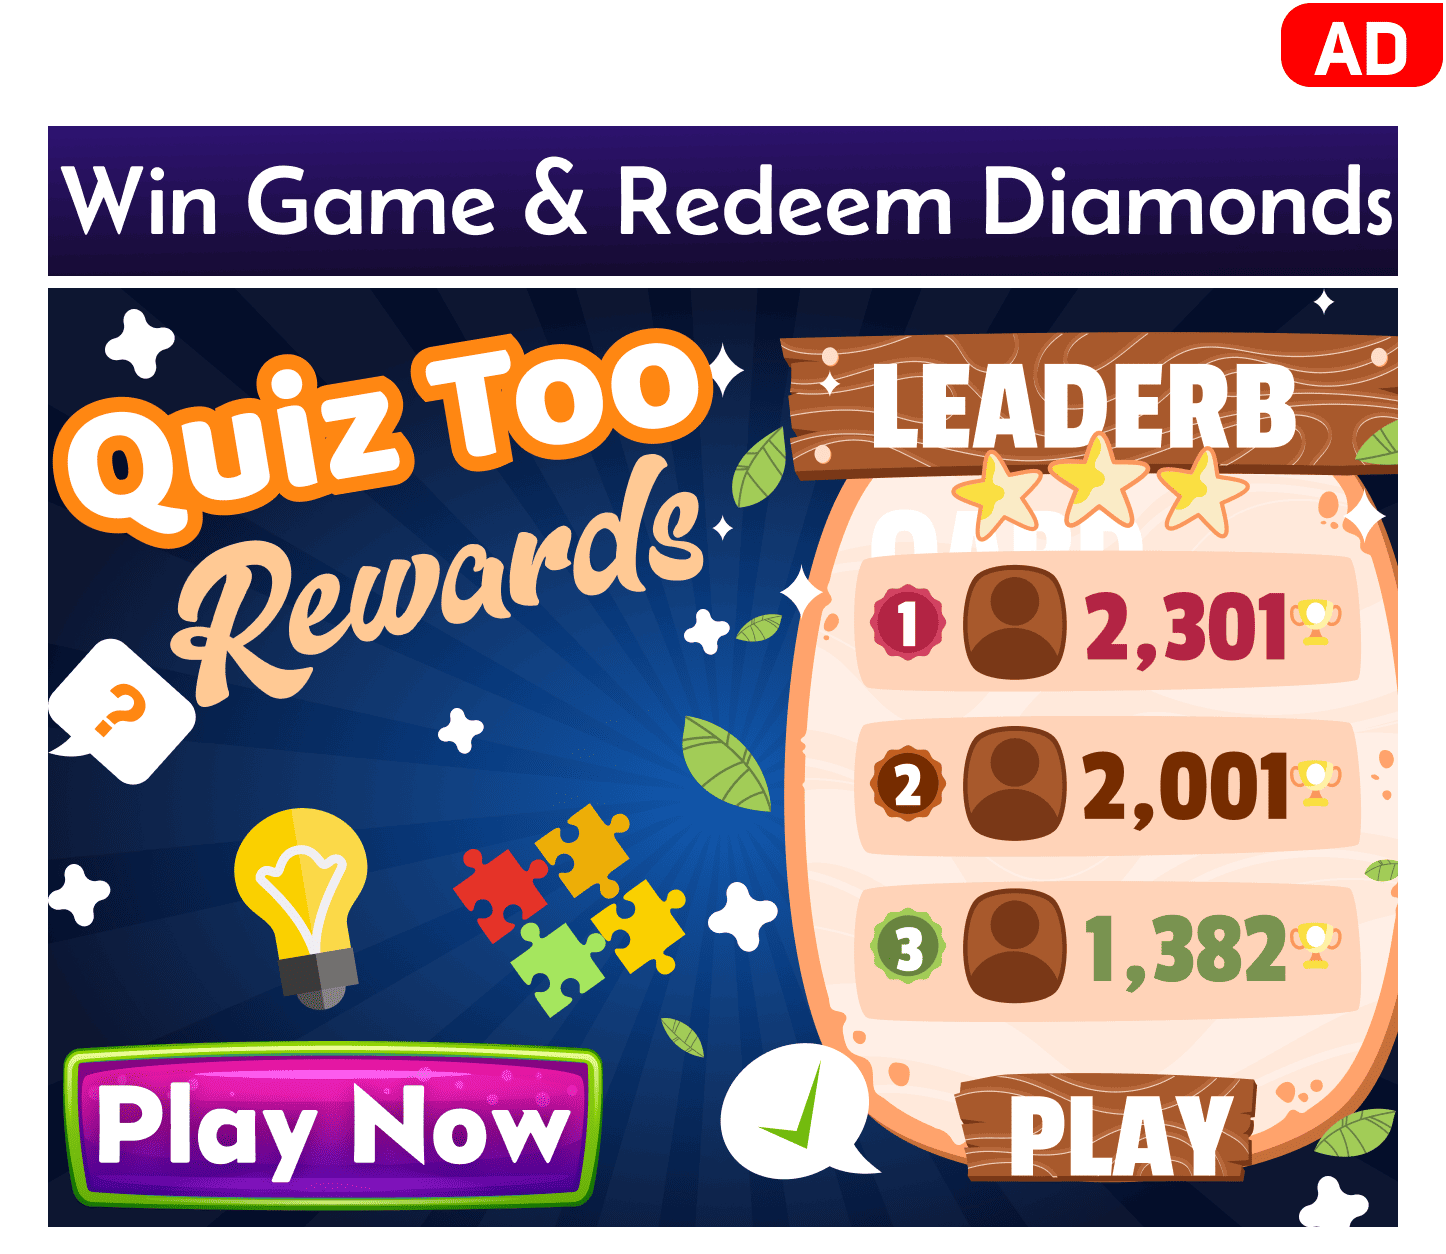 AD
Win Game & Redeem Diamonds
Quiz Too
Rewards
?
Play Now
LEADERB
OARD
1 2,301
2 2,001
3 1,382
PLAY